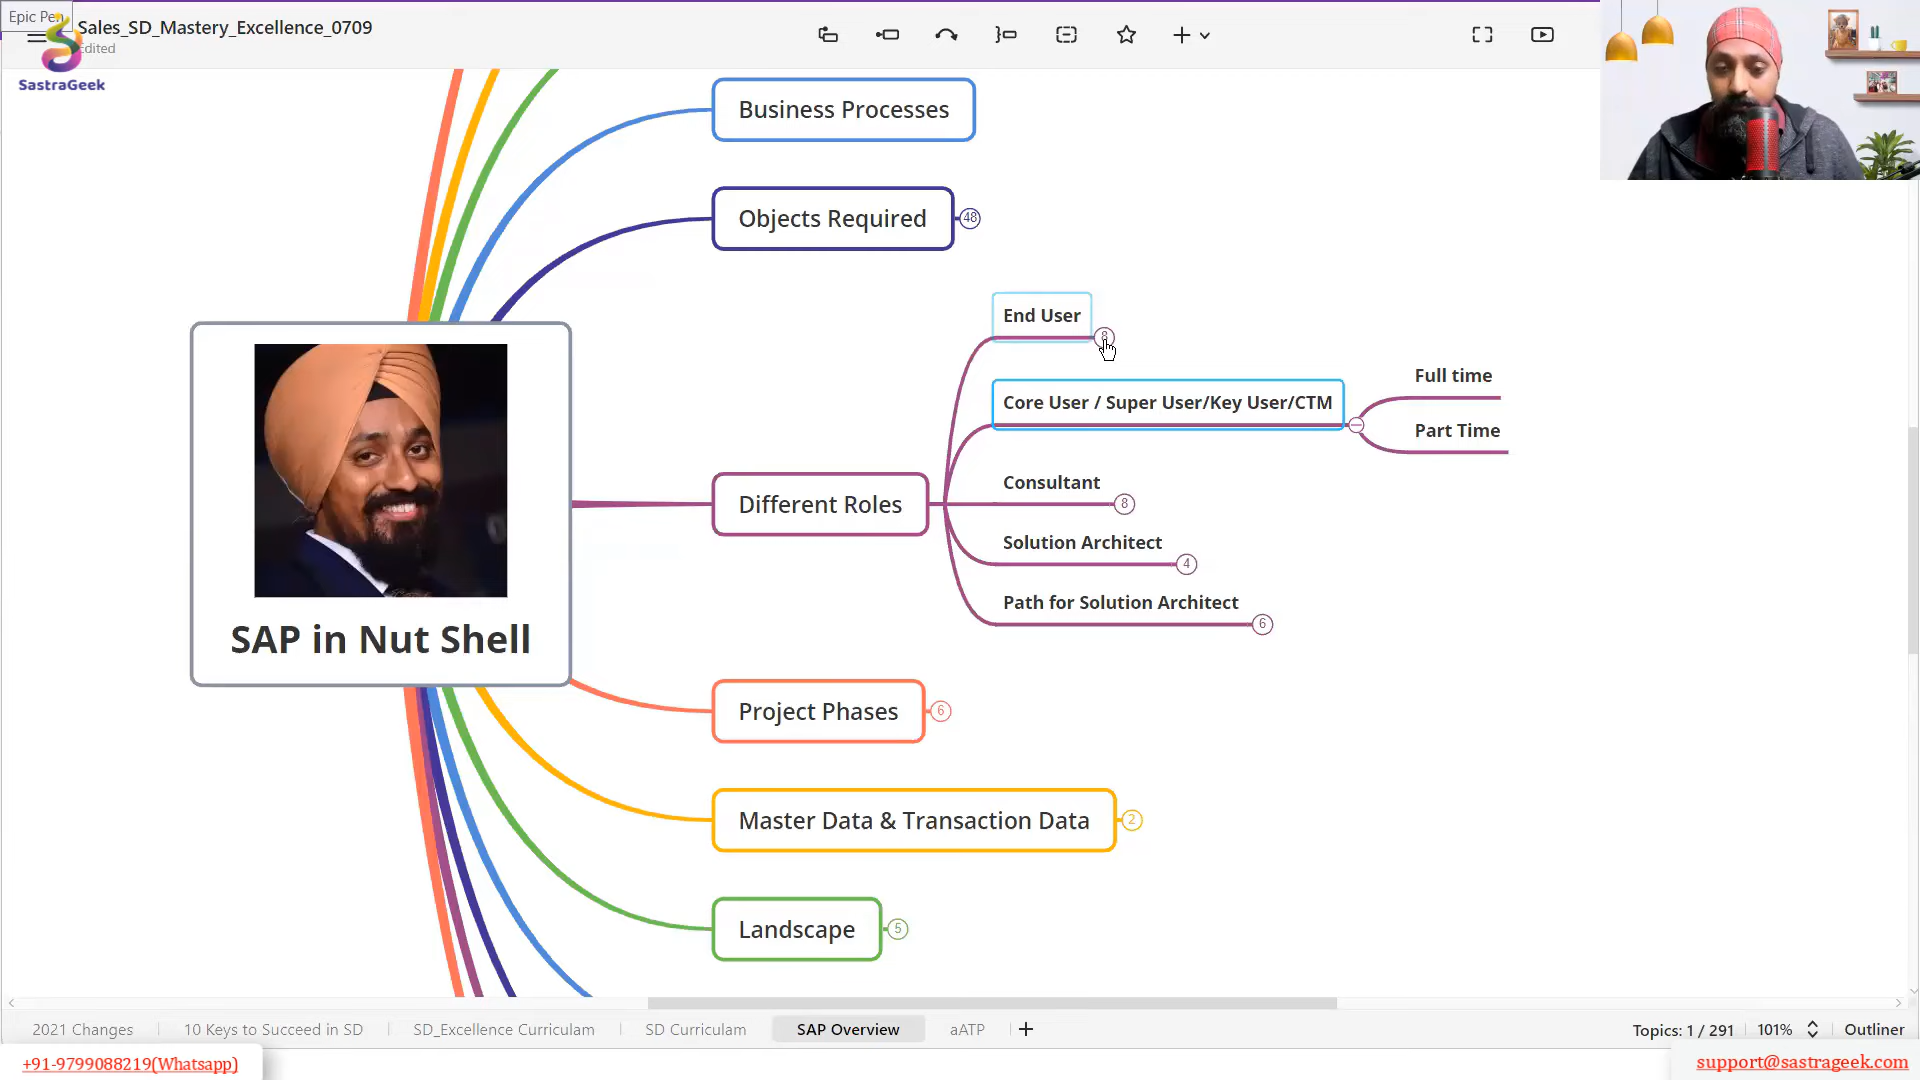 Epic Pen
Sales_SD_Mastery_Excellence_0709
Edited
SastraGeek
Business Processes
Objects Required
48
End User
8
Core User / Super User/Key User/CTM
Full time
Part Time
Consultant
8
Solution Architect
4
Path for Solution Architect
6
Different Roles
SAP in Nut Shell
Project Phases
6
Master Data & Transaction Data
2
Landscape
5
2021 Changes
10 Keys to Succeed in SD
SD_Excellence Curriculam
SD Curriculam
SAP Overview
aATP
Topics: 1 / 291
101%
Outliner
+91-9799088219(Whatsapp)
support@sastrageek.com